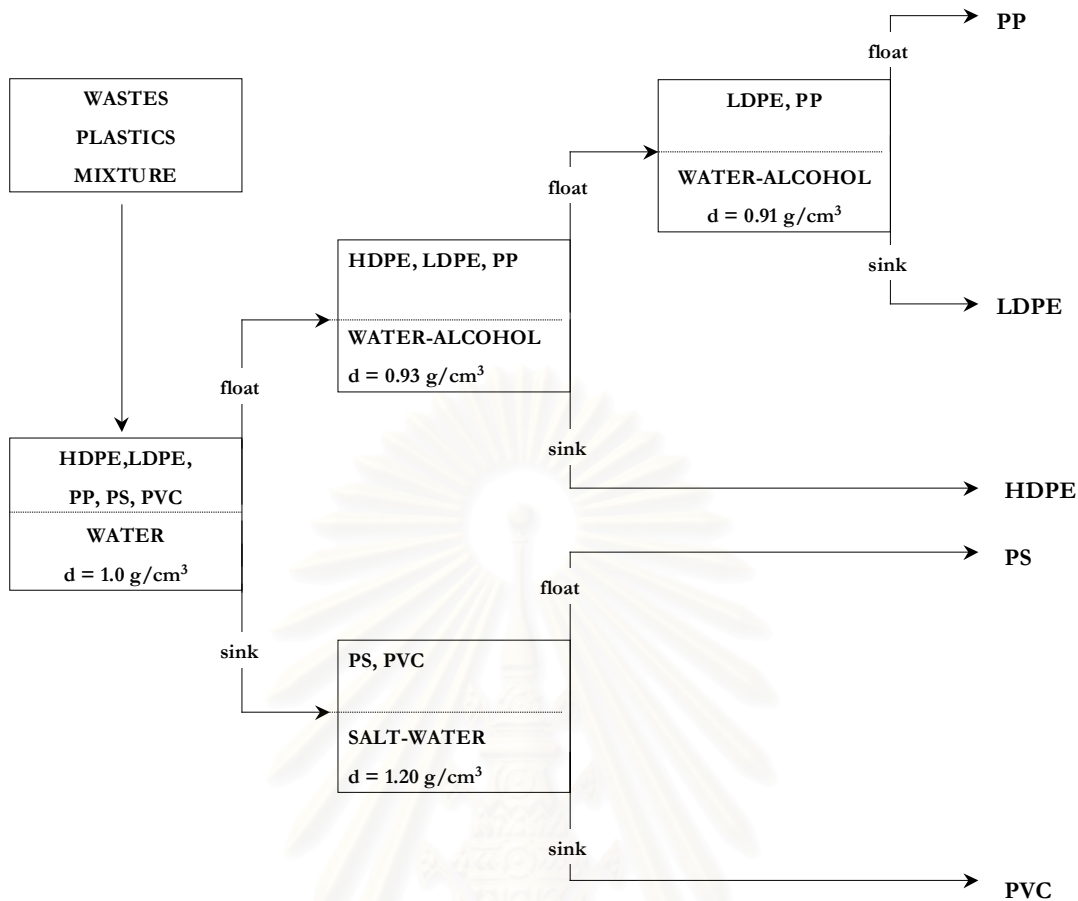 PP
float
WASTES
PLASTICS
MIXTURE
LDPE, PP
WATER-ALCOHOL
d = 0.91 g/cm³
float
sink
LDPE
HDPE, LDPE, PP
WATER-ALCOHOL
d = 0.93 g/cm³
float
sink
HDPE
HDPE,LDPE,
PP, PS, PVC
WATER
d = 1.0 g/cm³
PS
float
sink
PS, PVC
SALT-WATER
d = 1.20 g/cm³
sink
PVC